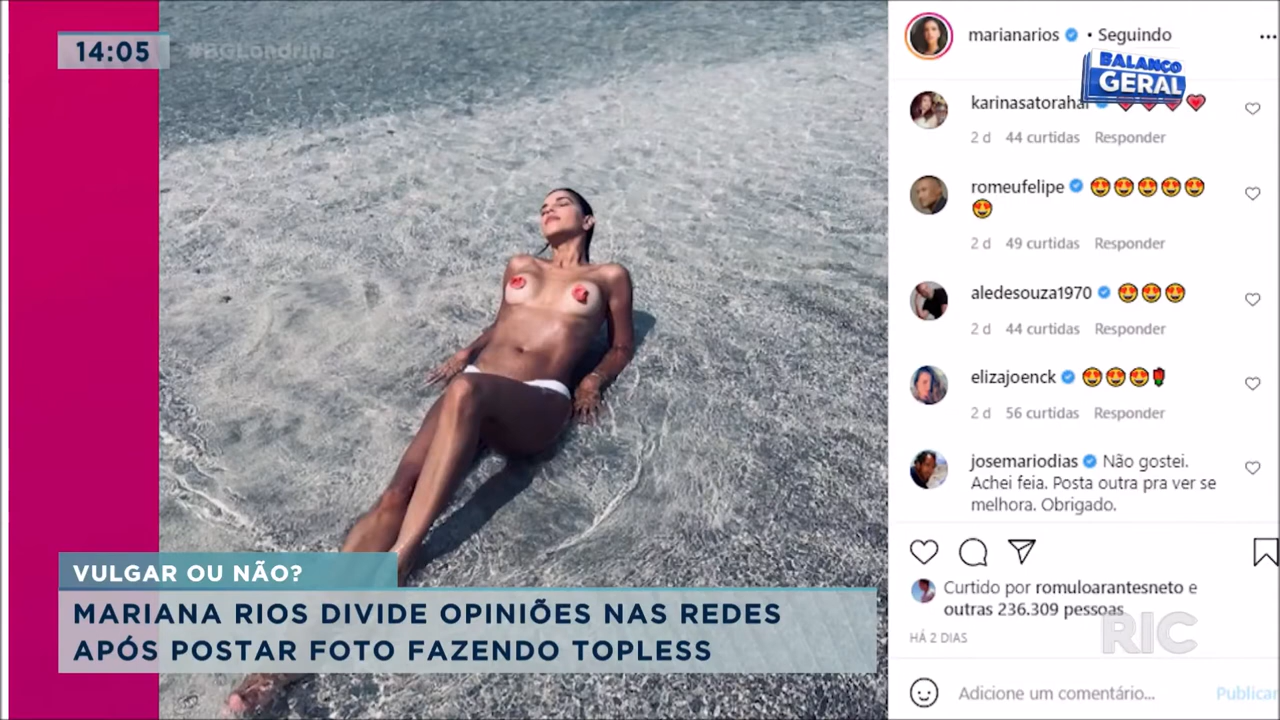 14:05
marianarios • Seguindo
BALANÇO
GERAL
2 d 44 curtidas Responder
romeufelipe
2 d 49 curtidas Responder
aledesouza1970
2 d 44 curtidas Responder
elizajoenck
2 d 56 curtidas Responder
josemariodias Não gostei.
Achei feia. Posta outra pra ver se
melhora. Obrigado.
Curtido por romuloarantesneto e
outras 236.309 pessoas
HÁ 2 DIAS
RIC
Adicione um comentário... Publicar
VULGAR OU NÃO?
MARIANA RIOS DIVIDE OPINIÕES NAS REDES
APÓS POSTAR FOTO FAZENDO TOPLESS